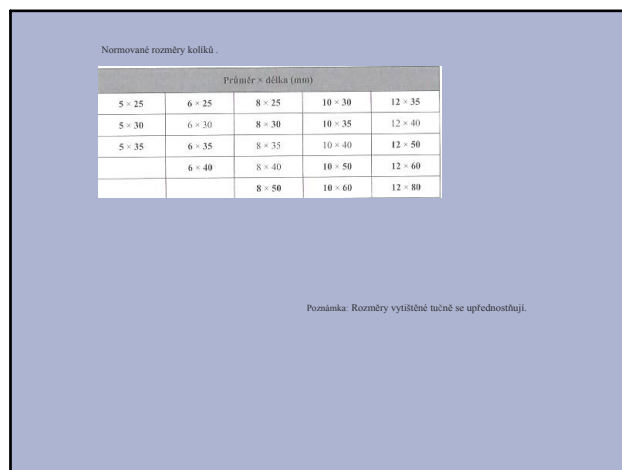 Normované rozměry kolíků .
Průměr × délka (mm)
5 × 25 6 × 25 8 × 25 10 × 30 12 × 35
5 × 30 6 × 30 8 × 30 10 × 35 12 × 40
5 × 35 6 × 35 8 × 35 10 × 40 12 × 50
6 × 40 8 × 40 10 × 50 12 × 60
8 × 50 10 × 60 12 × 80
Poznámka: Rozměry vytištěné tučně se upřednostňují.